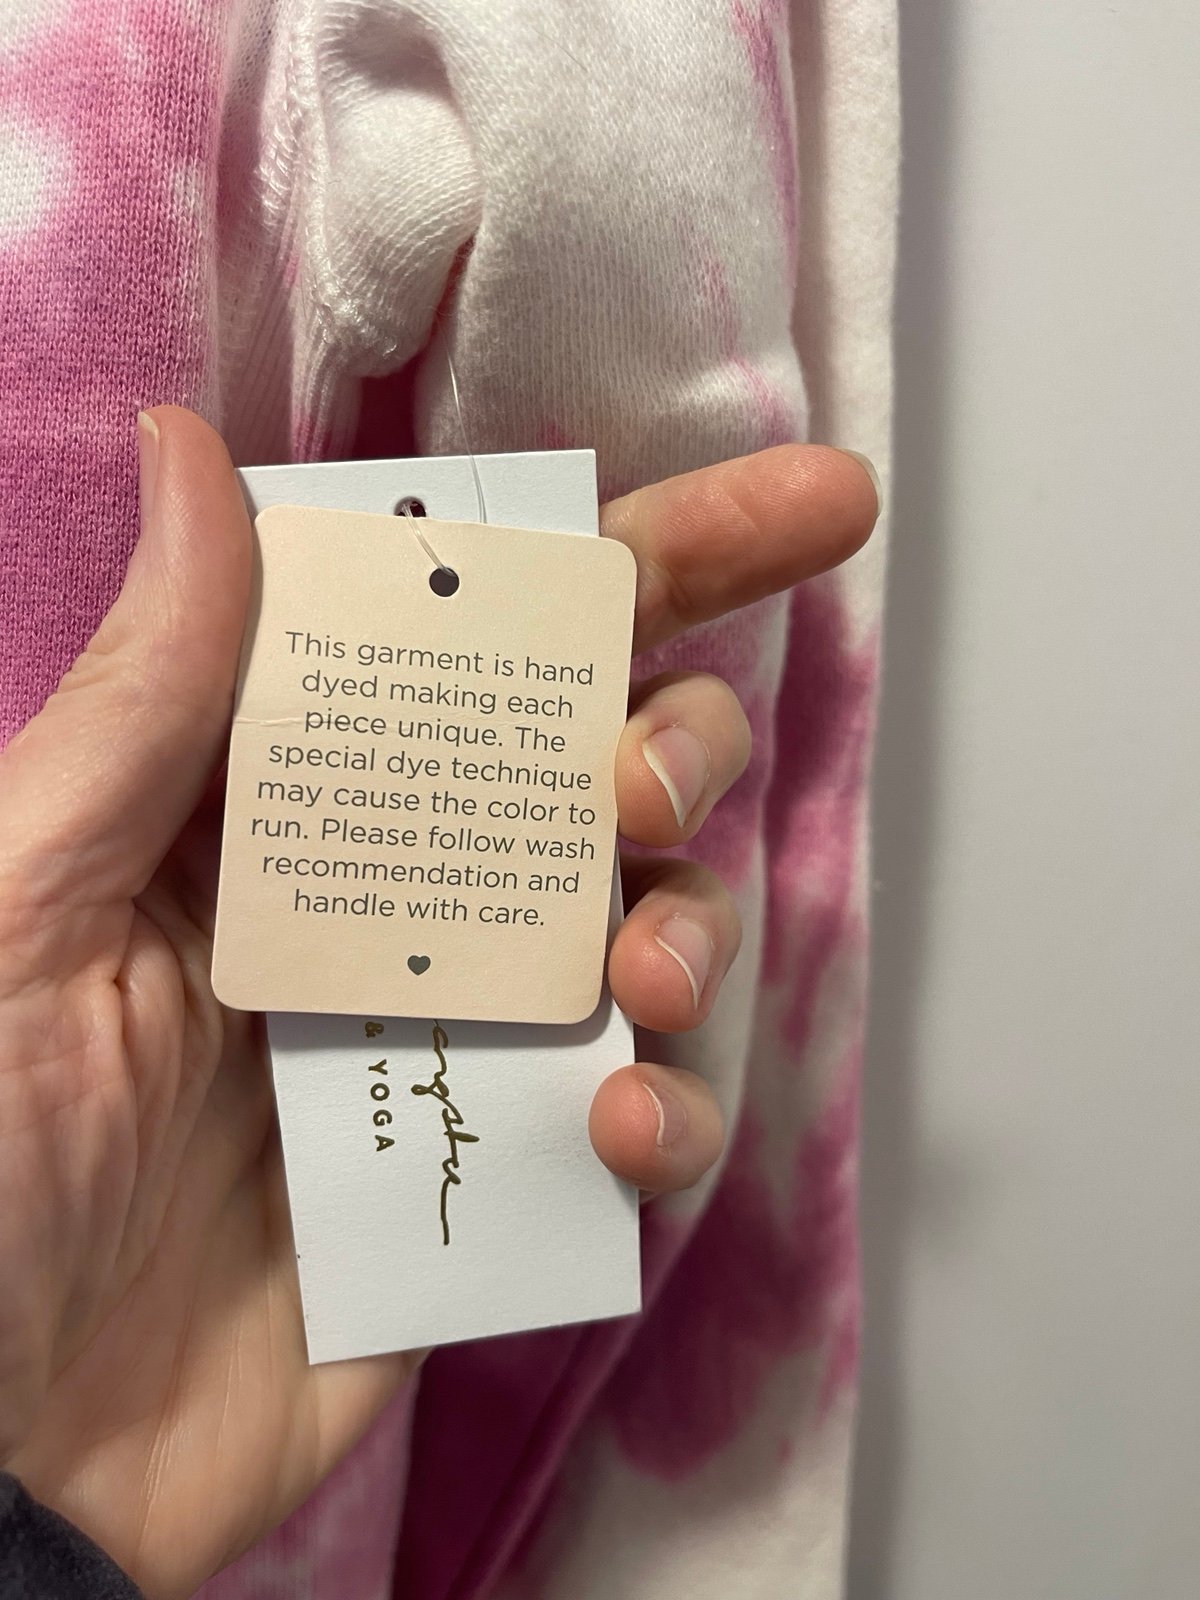 This garment is hand
dyed making each
piece unique. The
special dye technique
may cause the color to
run. Please follow wash
recommendation and
handle with care.
& YOGA